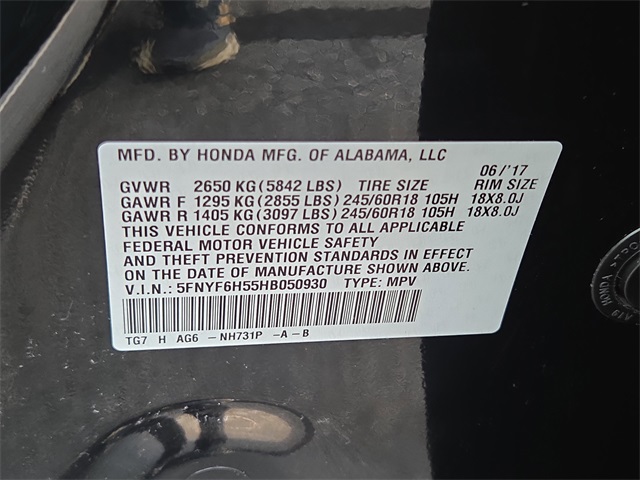 MFD. BY HONDA MFG. OF ALABAMA, LLC
06/'17
GVWR 2650 KG (5842 LBS) TIRE SIZE RIM SIZE
GAWR F 1295 KG (2855 LBS) 245/60R18 105H 18X8.0J
GAWR R 1405 KG (3097 LBS) 245/60R18 105H 18X8.0J
THIS VEHICLE CONFORMS TO ALL APPLICABLE
FEDERAL MOTOR VEHICLE SAFETY
AND THEFT PREVENTION STANDARDS IN EFFECT
ON THE DATE OF MANUFACTURE SHOWN ABOVE.
V.I.N.: 5FNYF6H55HB050930 TYPE: MPV
TG7 H AG6 -NH731P -A-B
HONDA